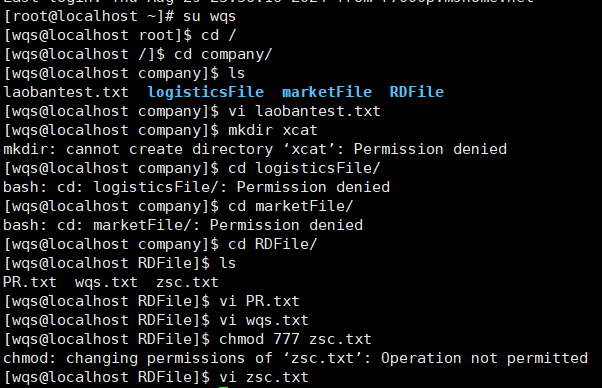 [root@localhost ~]# su wqs
[wqs@localhost root]$ cd /
[wqs@localhost /]$ cd company/
[wqs@localhost company]$ ls
laobantest.txt  logisticsFile  marketFile  RDFile
[wqs@localhost company]$ vi laobantest.txt
[wqs@localhost company]$ mkdir xcat
mkdir: cannot create directory ‘xcat’: Permission denied
[wqs@localhost company]$ cd logisticsFile/
bash: cd: logisticsFile/: Permission denied
[wqs@localhost company]$ cd marketFile/
bash: cd: marketFile/: Permission denied
[wqs@localhost company]$ cd RDFile/
[wqs@localhost RDFile]$ ls
PR.txt  wqs.txt  zsc.txt
[wqs@localhost RDFile]$ vi PR.txt
[wqs@localhost RDFile]$ vi wqs.txt
[wqs@localhost RDFile]$ chmod 777 zsc.txt
chmod: changing permissions of ‘zsc.txt’: Operation not permitted
[wqs@localhost RDFile]$ vi zsc.txt